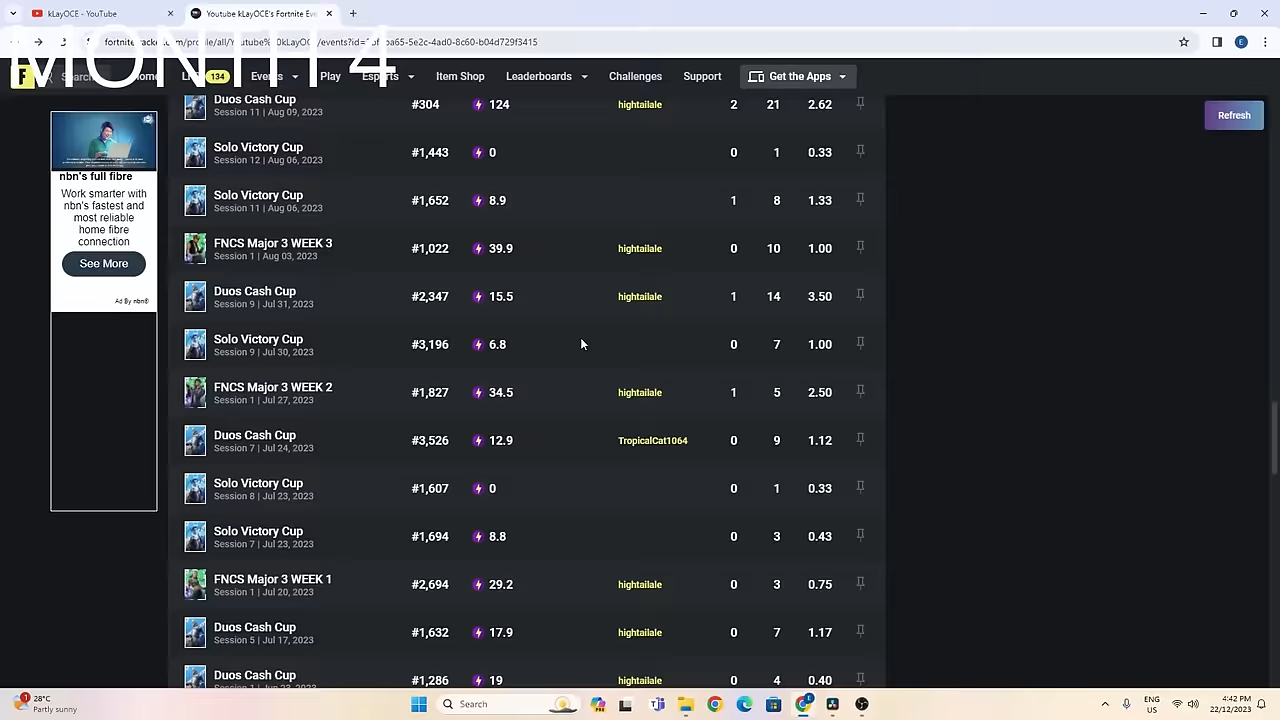 kLayOCE - YouTube
Youtube kLayOCE's Fortnite Eve
MONTH 4
F
Search
Home
134
Events
Play
Esports
Item Shop
Leaderboards
Challenges
Support
Get the Apps
Refresh
nbn's full fibre
Work smarter with
nbn's fastest and
most reliable
home fibre
connection
See More
Ad By nbn®
Duos Cash Cup #304 124 hightailale 2 21 2.62
Session 11 | Aug 09, 2023
Solo Victory Cup #1,443 0 0 1 0.33
Session 12 | Aug 06, 2023
Solo Victory Cup #1,652 8.9 1 8 1.33
Session 11 | Aug 06, 2023
FNCS Major 3 WEEK 3 #1,022 39.9 hightailale 0 10 1.00
Session 1 | Aug 03, 2023
Duos Cash Cup #2,347 15.5 hightailale 1 14 3.50
Session 9 | Jul 31, 2023
Solo Victory Cup #3,196 6.8 0 7 1.00
Session 9 | Jul 30, 2023
FNCS Major 3 WEEK 2 #1,827 34.5 hightailale 1 5 2.50
Session 1 | Jul 27, 2023
Duos Cash Cup #3,526 12.9 TropicalCat1064 0 9 1.12
Session 7 | Jul 24, 2023
Solo Victory Cup #1,607 0 0 1 0.33
Session 8 | Jul 23, 2023
Solo Victory Cup #1,694 8.8 0 3 0.43
Session 7 | Jul 23, 2023
FNCS Major 3 WEEK 1 #2,694 29.2 hightailale 0 3 0.75
Session 1 | Jul 20, 2023
Duos Cash Cup #1,632 17.9 hightailale 0 7 1.17
Session 5 | Jul 17, 2023
Duos Cash Cup #1,286 19 hightailale 0 4 0.40
28°C
Partly sunny
Search
ENG
US
4:42 PM
22/12/2023